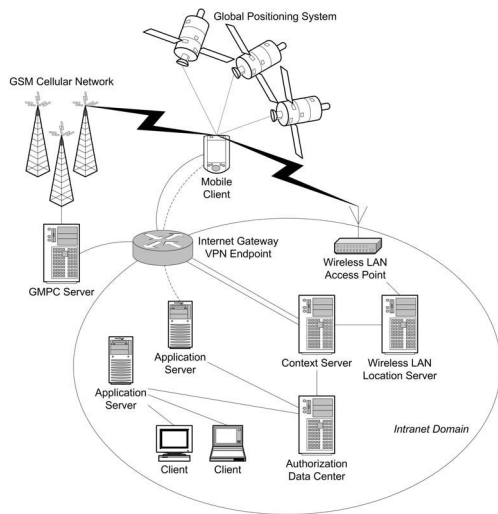 Global Positioning System
GSM Cellular Network
Mobile
Client
Internet Gateway
VPN Endpoint
Wireless LAN
Access Point
GMPC Server
Application
Server
Context Server
Wireless LAN
Location Server
Application
Server
Intranet Domain
Client
Client
Authorization
Data Center